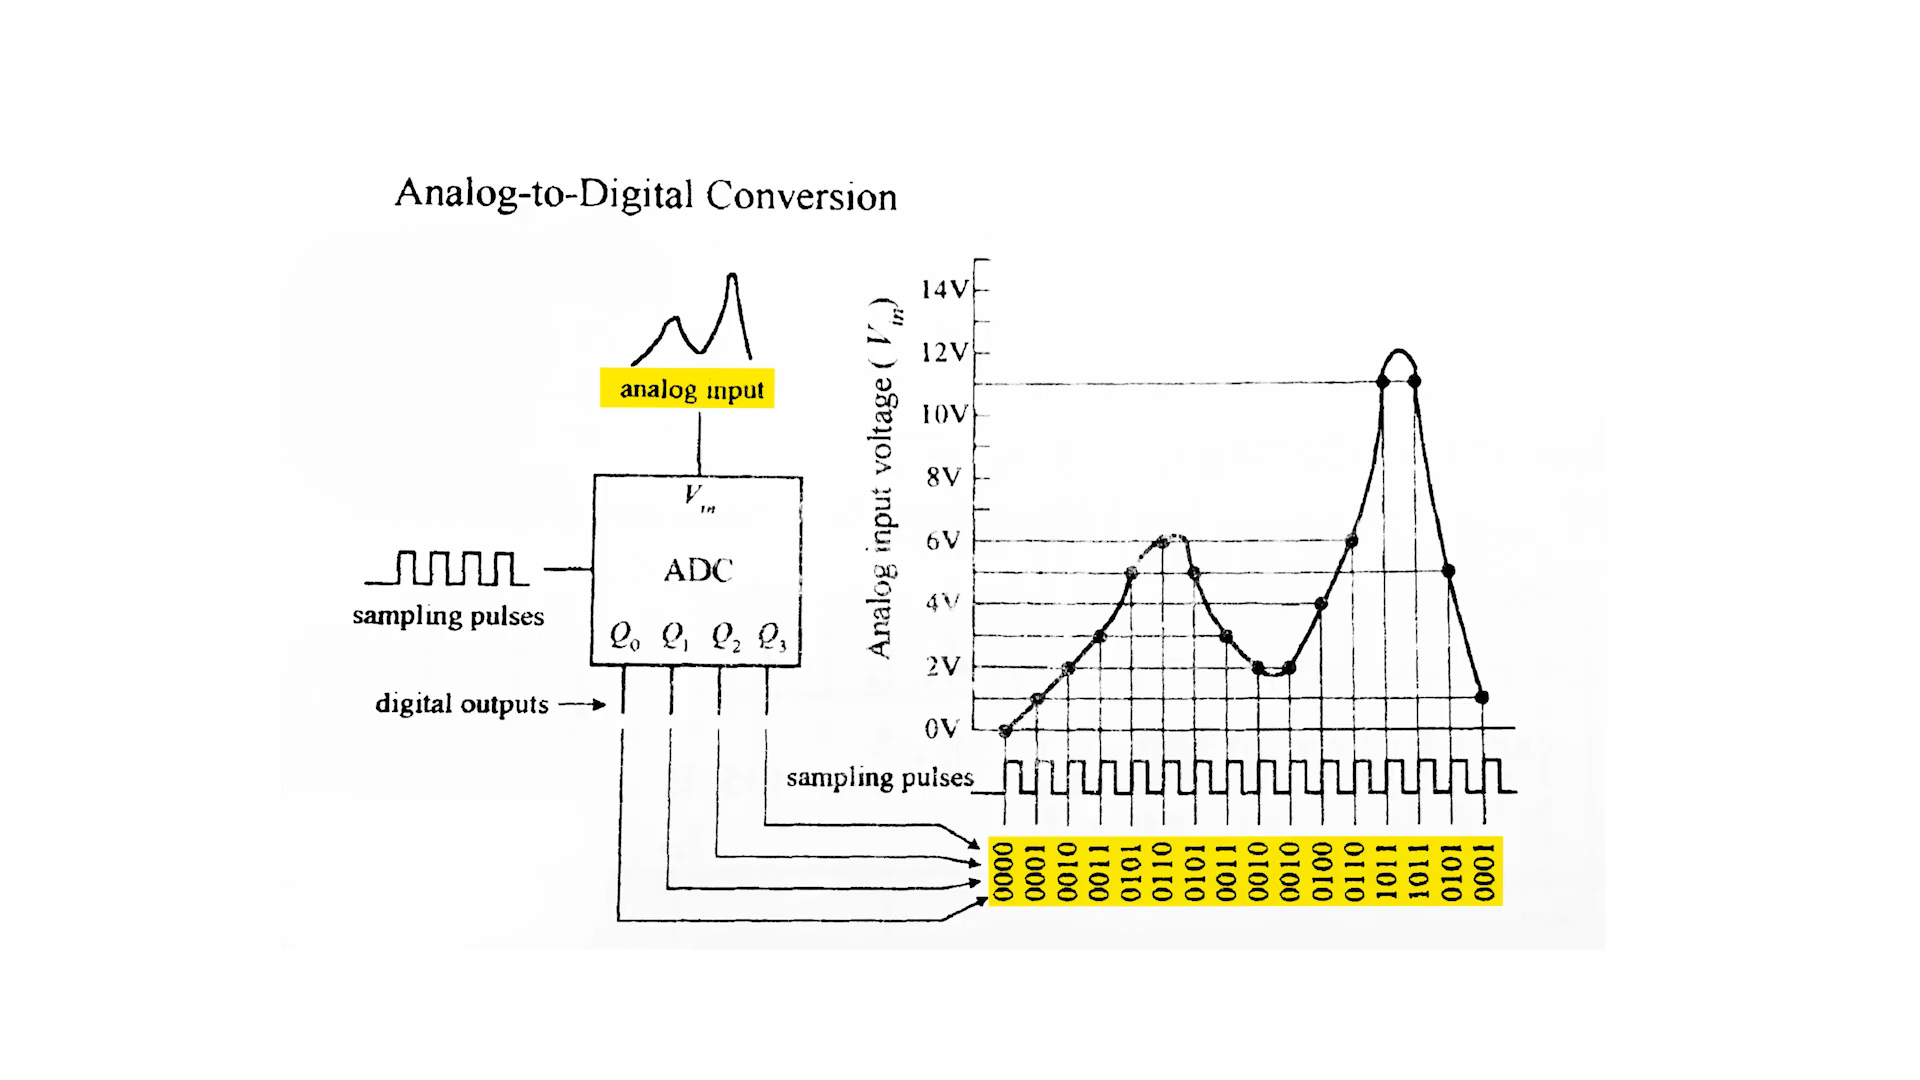 Analog-to-Digital Conversion
analog input
V in
ADC
sampling pulses
Q0 Q1 Q2 Q3
digital outputs
Analog input voltage (Vin)
14V
12V
10V
8V
6V
4V
2V
0V
sampling pulses
0000
0001
0010
0011
0101
0110
0101
0011
0010
0010
0100
0110
1011
1011
0101
0001